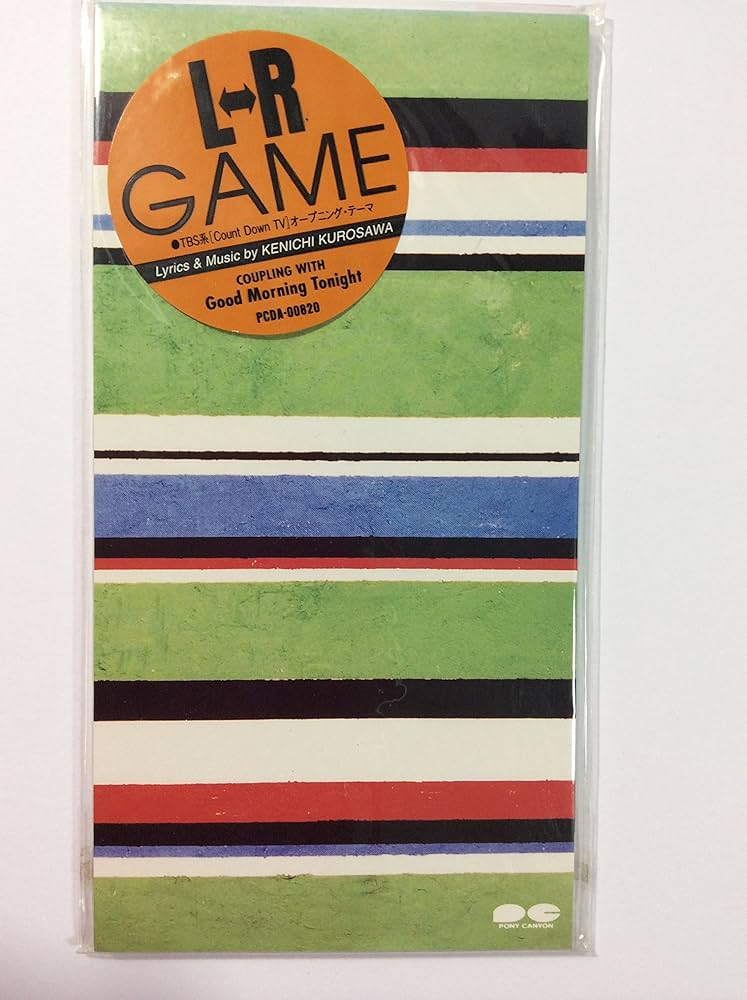 L↔R
GAME
●TBS系[Count Down TV]オープニング・テーマ
Lyrics & Music by KENICHI KUROSAWA
COUPLING WITH
Good Morning Tonight
PCDA-00820
PC
PONY CANYON